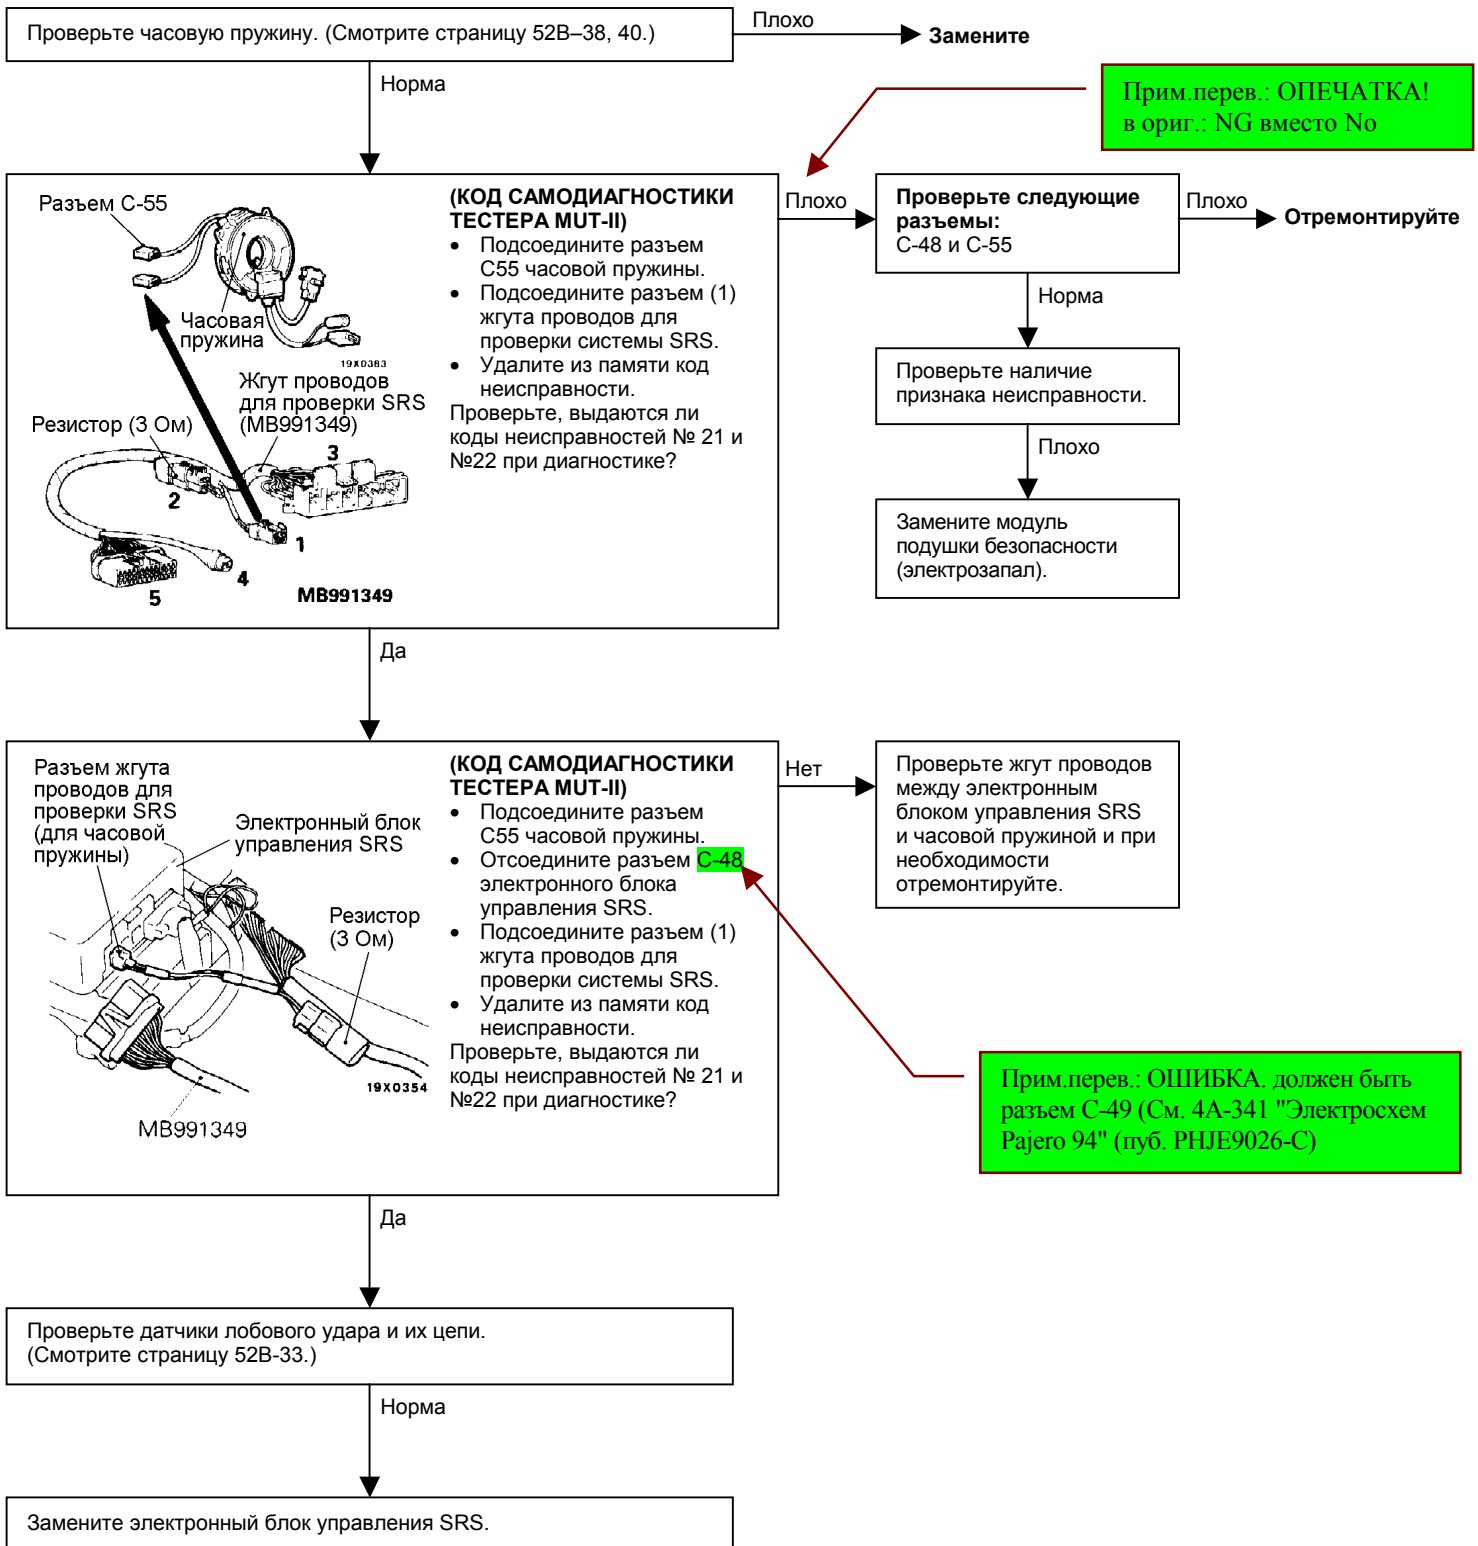 Проверьте часовую пружину. (Смотрите страницу 52В–38, 40.)
Плохо
Замените
Норма
Прим.перев.: ОПЕЧАТКА!
в ориг.: NG вместо No
Разъем С-55
Часовая
пружина
19X0383
Жгут проводов
для проверки SRS
(MB991349)
Резистор (3 Ом)
3
2
1
4
5
MB991349
(КОД САМОДИАГНОСТИКИ
ТЕСТЕРА MUT-II)
• Подсоедините разъем
С55 часовой пружины.
• Подсоедините разъем (1)
жгута проводов для
проверки системы SRS.
• Удалите из памяти код
неисправности.
Проверьте, выдаются ли
коды неисправностей № 21 и
№22 при диагностике?
Плохо
Проверьте следующие
разъемы:
С-48 и С-55
Плохо
Отремонтируйте
Норма
Проверьте наличие
признака неисправности.
Плохо
Замените модуль
подушки безопасности
(электрозапал).
Да
Разъем жгута
проводов для
проверки SRS
(для часовой
пружины)
Электронный блок
управления SRS
Резистор
(3 Ом)
19X0354
MB991349
(КОД САМОДИАГНОСТИКИ
ТЕСТЕРА MUT-II)
• Подсоедините разъем
С55 часовой пружины.
• Отсоедините разъем С-48
электронного блока
управления SRS.
• Подсоедините разъем (1)
жгута проводов для
проверки системы SRS.
• Удалите из памяти код
неисправности.
Проверьте, выдаются ли
коды неисправностей № 21 и
№22 при диагностике?
Нет
Проверьте жгут проводов
между электронным
блоком управления SRS
и часовой пружиной и при
необходимости
отремонтируйте.
Прим.перев.: ОШИБКА. должен быть
разъем С-49 (См. 4А-341 "Электросхем
Pajero 94" (пуб. PHJE9026-C)
Да
Проверьте датчики лобового удара и их цепи.
(Смотрите страницу 52В-33.)
Норма
Замените электронный блок управления SRS.